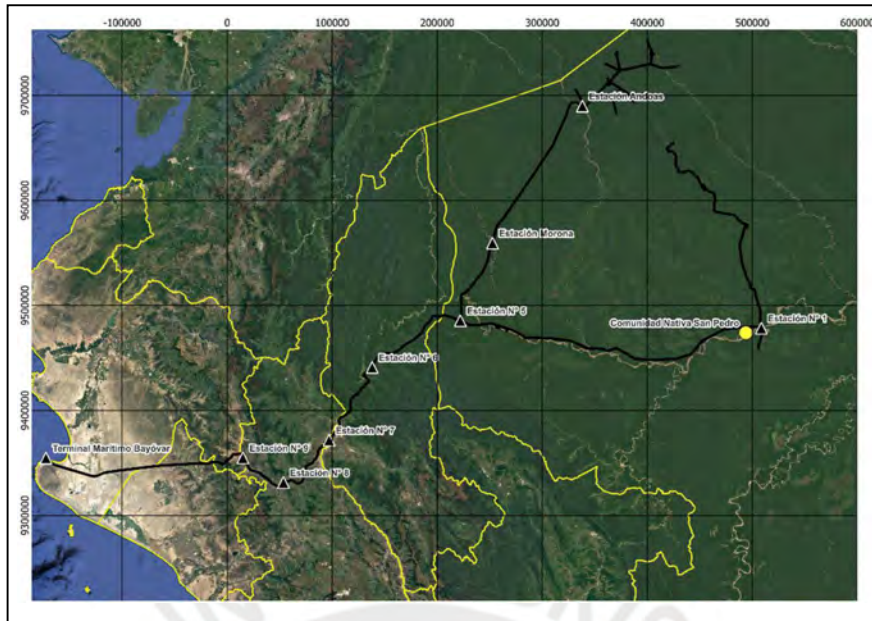 -100000 0 100000 200000 300000 400000 500000 600000
9700000
Estación Andoas
9600000
Estación Morona
9500000
Estación N° 5
Comunidad Nativa San Pedro
Estación N° 1
Estación N° 6
9400000
Estación N° 7
Terminal Marítimo Bayóvar
Estación N° 9
Estación N° 8
9300000